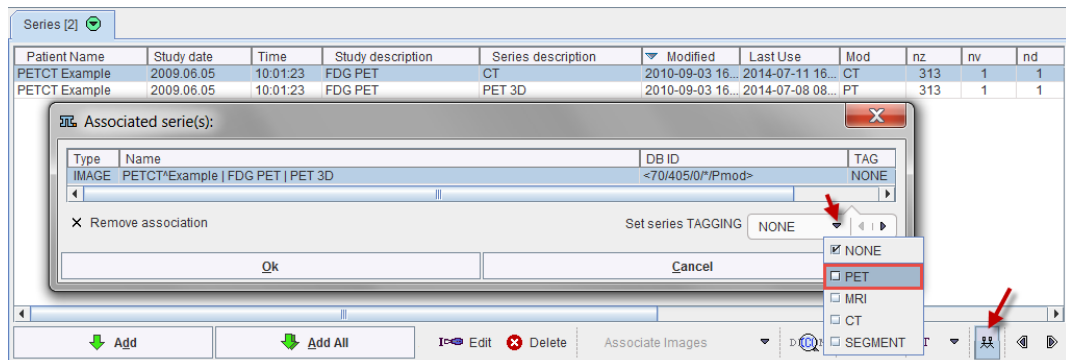 Series [2]
Patient Name Study date Time Study description Series description Modified Last Use Mod nz nv nd
PETCT Example 2009.06.05 10:01:23 FDG PET CT 2010-09-03 16... 2014-07-11 16... CT 313 1 1
PETCT Example 2009.06.05 10:01:23 FDG PET PET 3D 2010-09-03 16... 2014-07-08 08... PT 313 1 1
Associated serie(s):
Type Name DB ID TAG
IMAGE PETCT^Example | FDG PET | PET 3D <70/405/0/*/Pmod> NONE
Remove association Set series TAGGING NONE
NONE
Ok Cancel
PET
MRI
CT
SEGMENT
Add Add All Edit Delete Associate Images